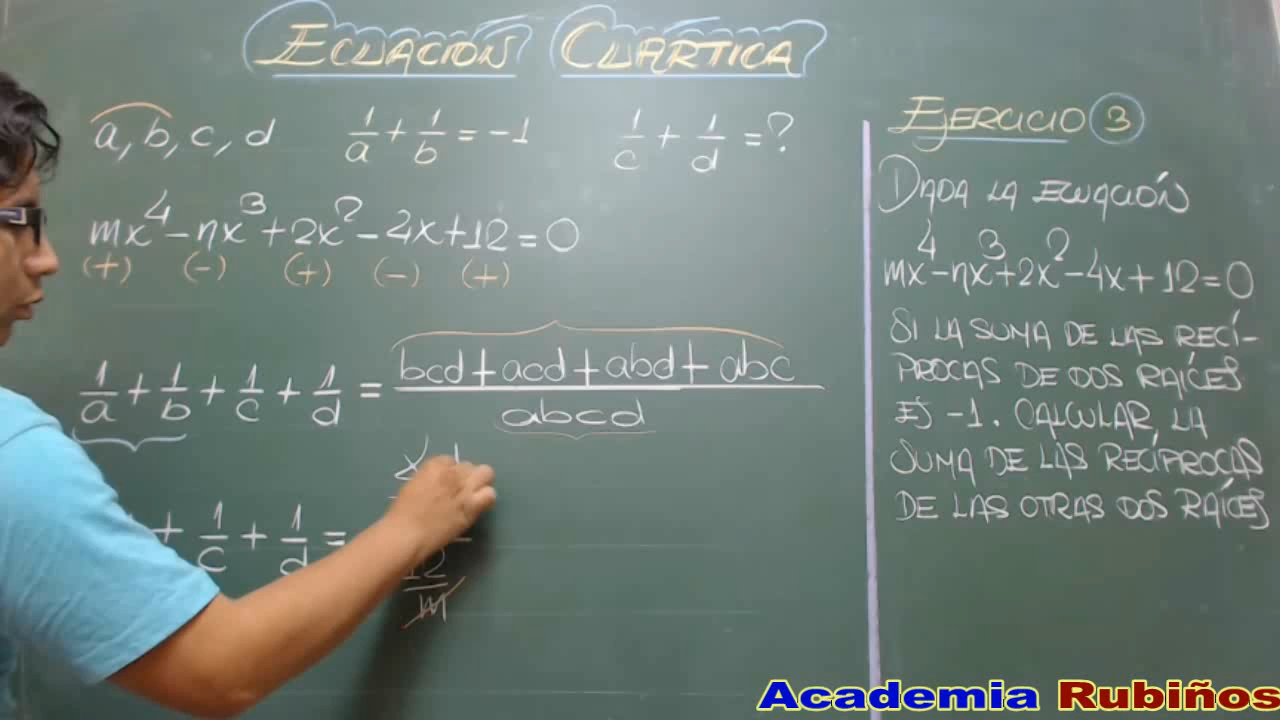 ECUACIÓN CUÁRTICA
a, b, c, d 1/a + 1/b = -1 1/c + 1/d = ?
mx⁴ - nx³ + 2x² - 4x + 12 = 0
(+) (-) (+) (-) (+)
1/a + 1/b + 1/c + 1/d = (bcd + acd + abd + abc)/abcd
+ 1/c + 1/d =
12
m
EJERCICIO 3
DADA LA ECUACIÓN
mx⁴ - nx³ + 2x² - 4x + 12 = 0
SI LA SUMA DE LAS RECÍ-
PROCAS DE DOS RAÍCES
ES -1. CALCULAR, LA
SUMA DE LAS RECÍPROCAS
DE LAS OTRAS DOS RAÍCES
Academia Rubiños